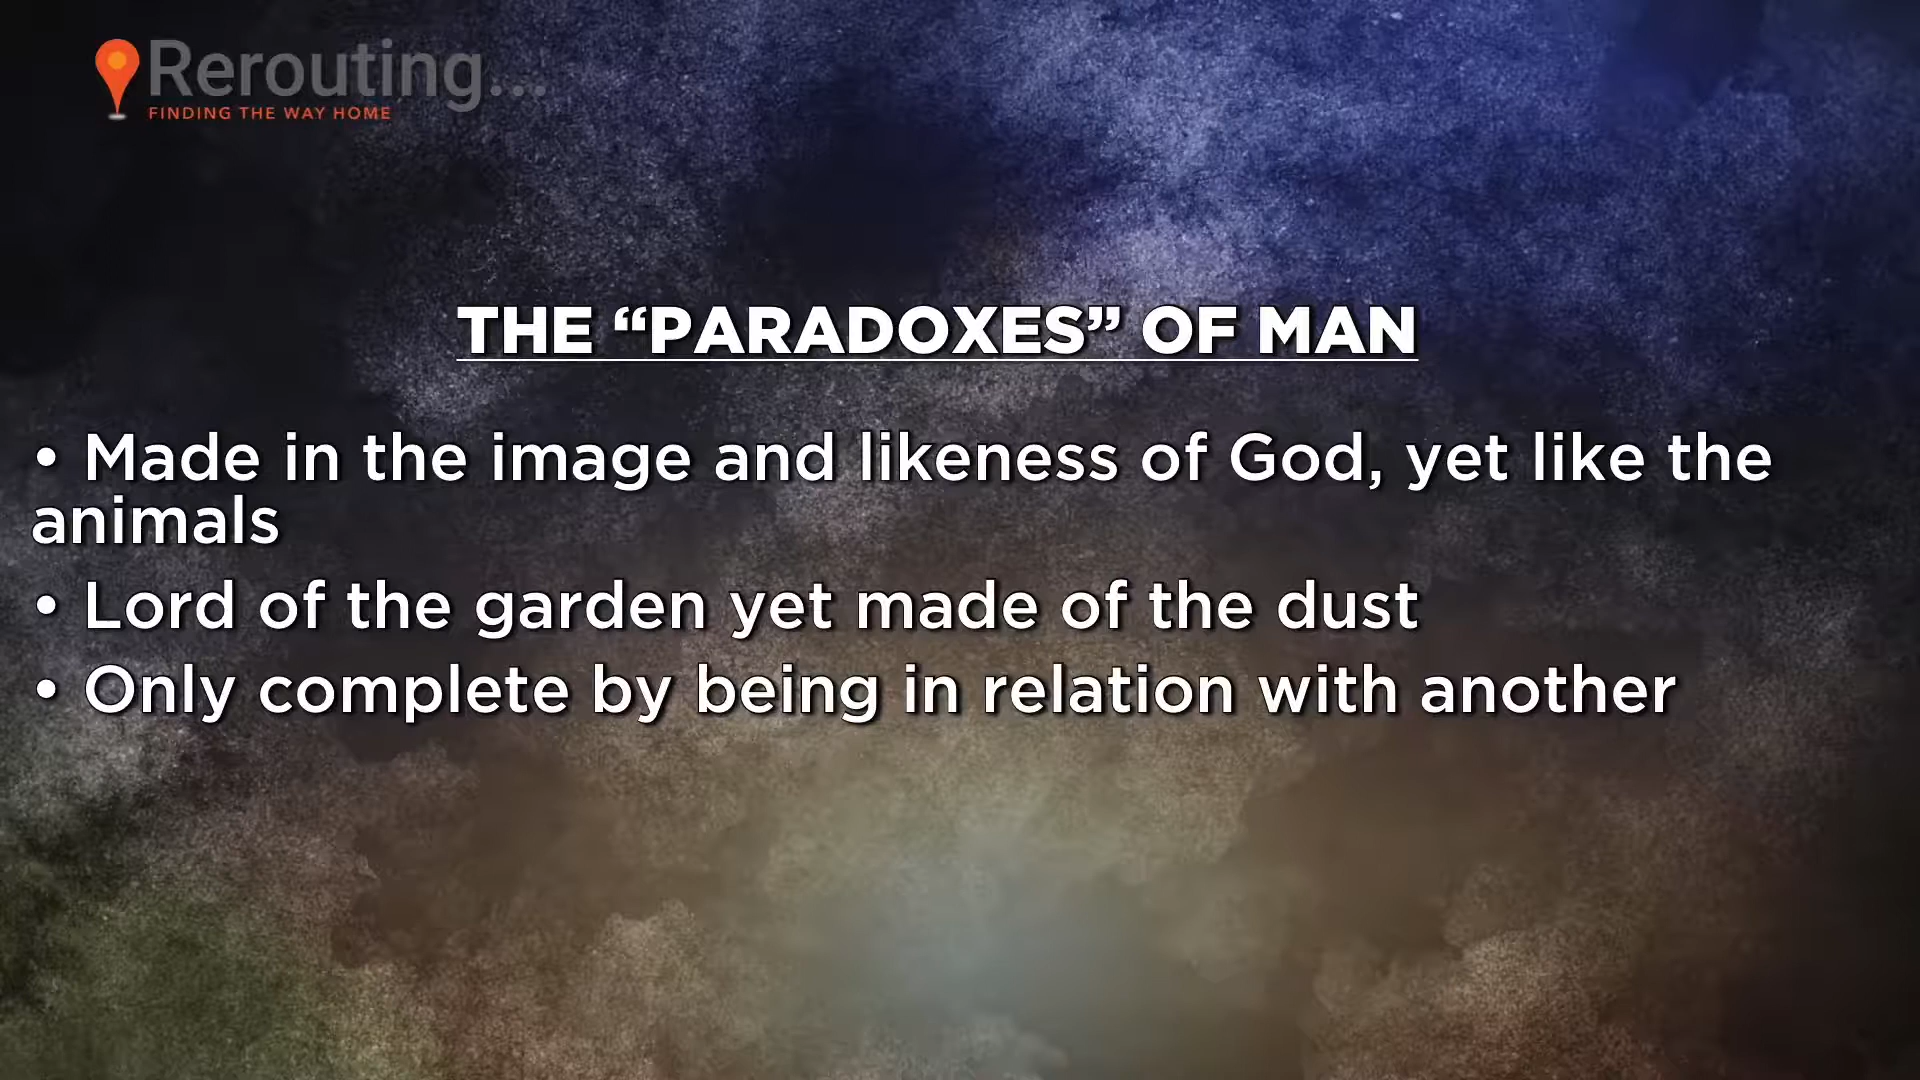 Rerouting...
FINDING THE WAY HOME
THE “PARADOXES” OF MAN
• Made in the image and likeness of God, yet like the
animals
• Lord of the garden yet made of the dust
• Only complete by being in relation with another